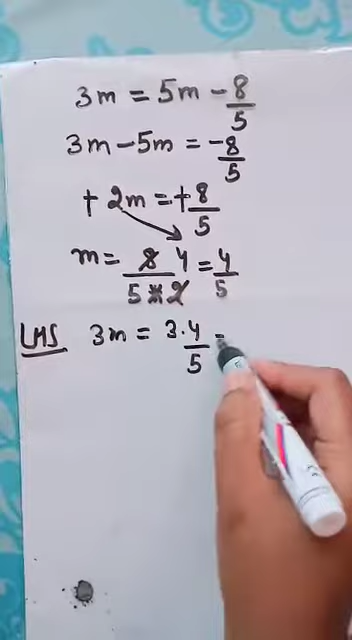 3m = 5m - 8/5
3m - 5m = -8/5
+ 2m = + 8/5
m = 8 4 / 5 * 2 = 4/5
LHS 3m = 3. 4/5 =